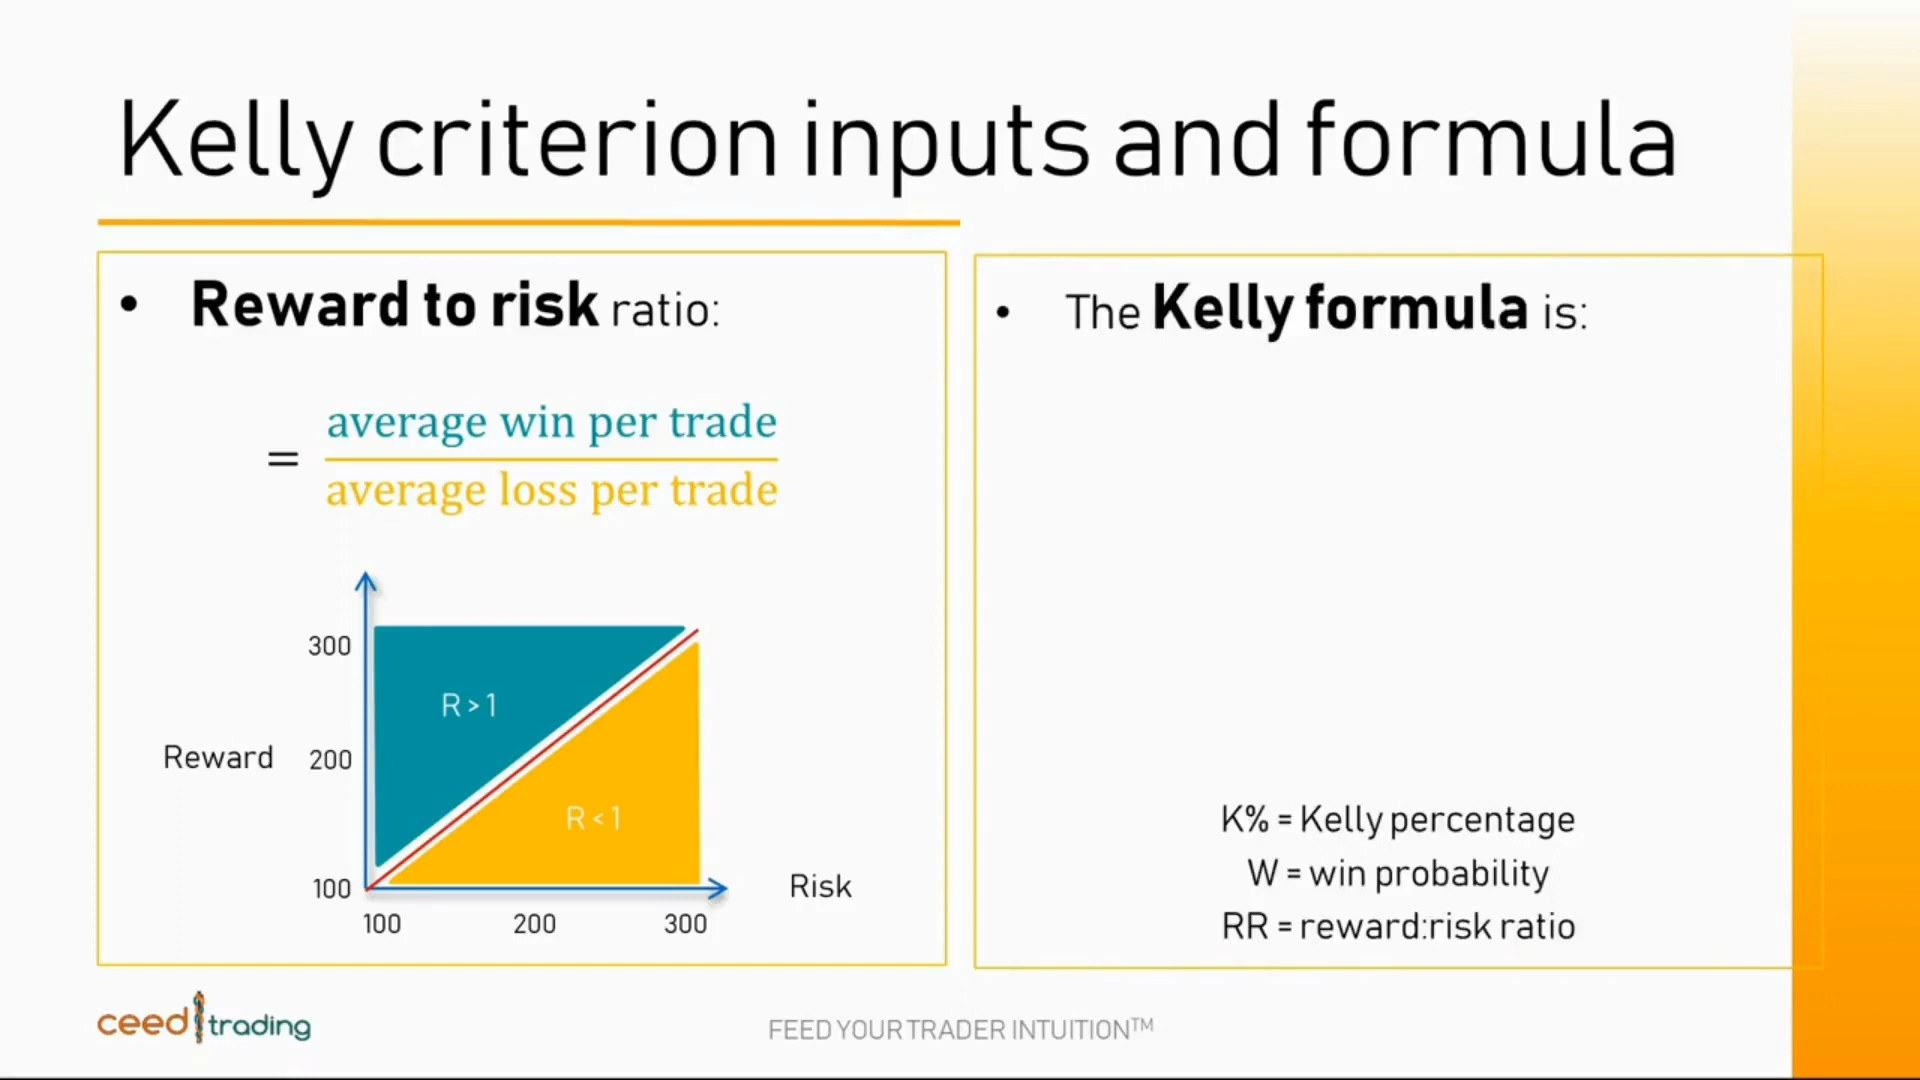 Kelly criterion inputs and formula
• Reward to risk ratio:
= average win per trade
average loss per trade
300
R > 1
Reward 200
R < 1
100
Risk
100 200 300
• The Kelly formula is:
K% = Kelly percentage
W = win probability
RR = reward:risk ratio
ceed trading
FEED YOUR TRADER INTUITION™